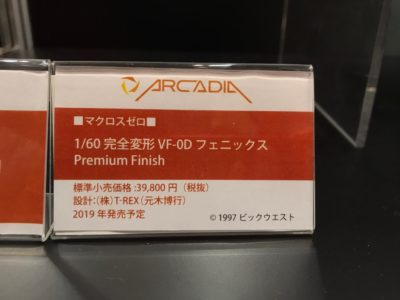 ARCADIA
■マクロスゼロ■
1/60 完全変形 VF-0D フェニックス
Premium Finish
標準小売価格 :39,800 円（税抜）
設計：（株）T-REX（元木博行）
2019 年発売予定
© 1997 ビックウエスト